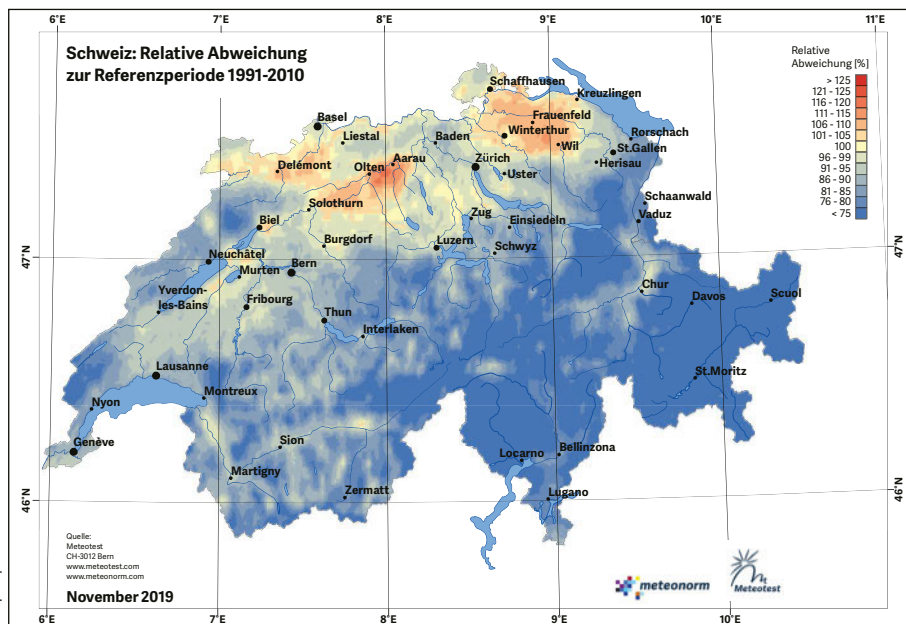 6°E 7°E 8°E 9°E 10°E 11°E
Schweiz: Relative Abweichung
zur Referenzperiode 1991-2010
Relative
Abweichung [%]
> 125
121 - 125
116 - 120
111 - 115
106 - 110
101 - 105
100
96 - 99
91 - 95
86 - 90
81 - 85
76 - 80
< 75
Schaffhausen
Kreuzlingen
Basel
Frauenfeld
Winterthur
Rorschach
Liestal
Baden
Wil
St.Gallen
Delémont
Olten
Aarau
Zürich
Herisau
Uster
Solothurn
Schaanwald
Vaduz
Biel
Zug
Einsiedeln
Burgdorf
Luzern
Schwyz
47°N
47°N
Neuchâtel
Bern
Murten
Yverdon-
les-Bains
Fribourg
Thun
Chur
Davos
Scuol
Interlaken
Lausanne
St.Moritz
Montreux
Nyon
Genève
Sion
Bellinzona
Locarno
Martigny
Zermatt
Lugano
46°N
46°N
Quelle:
Meteotest
CH-3012 Bern
www.meteotest.com
www.meteonorm.com
November 2019
meteonorm
Meteotest
6°E 7°E 8°E 9°E 10°E